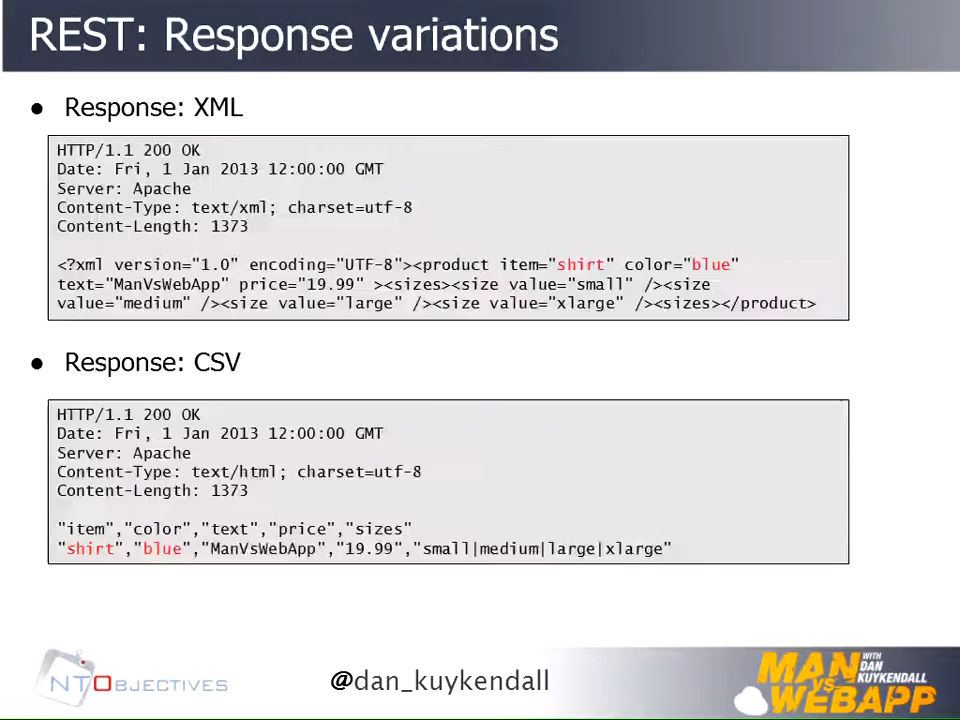 REST: Response variations
● Response: XML
HTTP/1.1 200 OK
Date: Fri, 1 Jan 2013 12:00:00 GMT
Server: Apache
Content-Type: text/xml; charset=utf-8
Content-Length: 1373
<?xml version="1.0" encoding="UTF-8"><product item="shirt" color="blue"
text="ManVsWebApp" price="19.99" ><sizes><size value="small" /><size
value="medium" /><size value="large" /><size value="xlarge" /><sizes></product>
● Response: CSV
HTTP/1.1 200 OK
Date: Fri, 1 Jan 2013 12:00:00 GMT
Server: Apache
Content-Type: text/html; charset=utf-8
Content-Length: 1373
"item","color","text","price","sizes"
"shirt","blue","ManVsWebApp","19.99","small|medium|large|xlarge"
NTOBJECTIVES
@dan_kuykendall
MAN WITH DAN KUYKENDALL
VS
WEBAPP